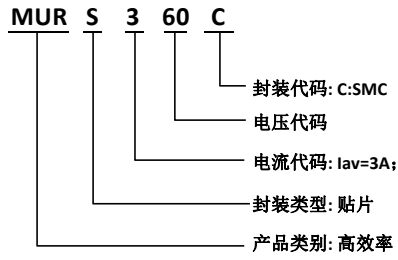 MUR S 3 60 C
封装代码: C:SMC
电压代码
电流代码: Iav=3A;
封装类型: 贴片
产品类别: 高效率